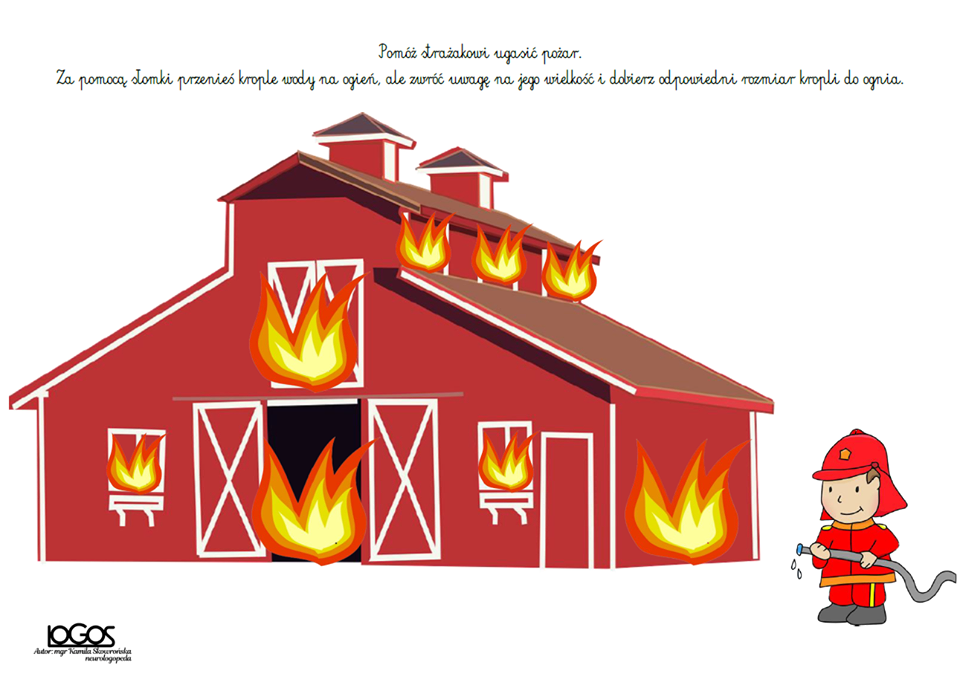 Pomóż strażakowi ugasić pożar.
Za pomocą słomki przenieś krople wody na ogień, ale zwróć uwagę na jego wielkość i dobierz odpowiedni rozmiar kropli do ognia.
LOGOS
Autor: mgr Kamila Skowrońska
neurologopeda